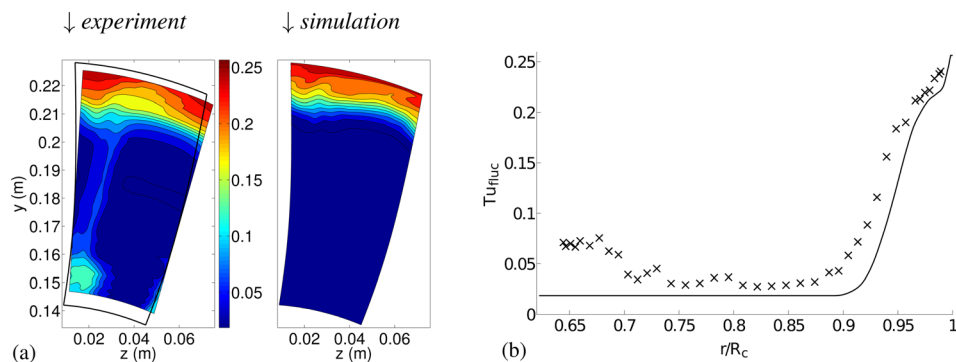 ↓ experiment
↓ simulation
0.22
0.21
0.2
0.19
0.18
0.17
0.16
0.15
0.14
y (m)
0.02 0.04 0.06
z (m)
0.25
0.2
0.15
0.1
0.05
0.02 0.04 0.06
z (m)
(a)
0.25
0.2
0.15
0.1
0.05
0
Tu_fluc
0.65 0.7 0.75 0.8 0.85 0.9 0.95 1
r/R_c
(b)